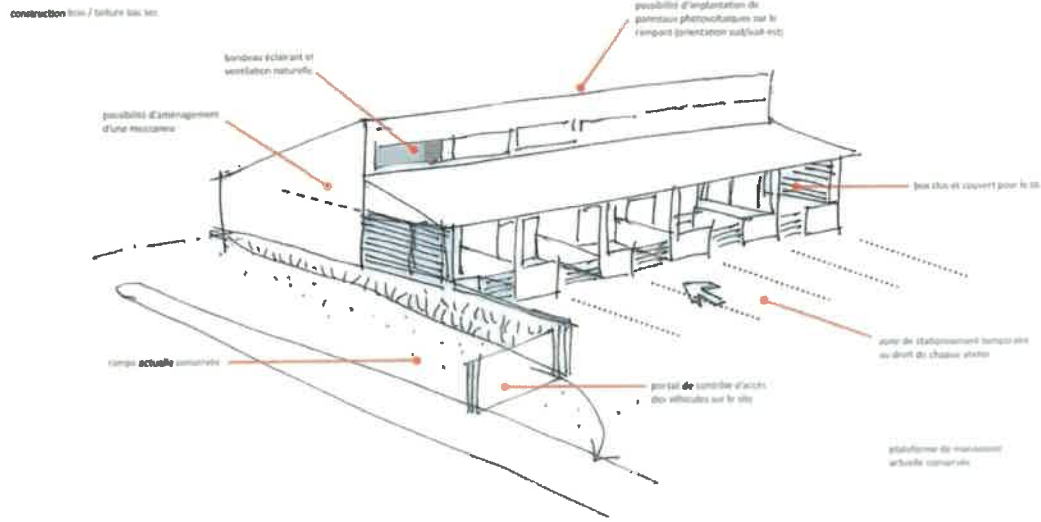 construction bois / toiture bac sec
possibilité d'implantation de
panneaux photovoltaïques sur le
rampant (orientation sud/sud-est)
bandeau éclairant et
ventilation naturelle
possibilité d'aménagement
d'une mezzanine
box clus et couvert pour le
rampe actuelle conservée
zone de stationnement temporaire
au droit de chaque atelier
portail de contrôle d'accès
des véhicules sur le site
plateforme de manoeuvre
actuelle conservée